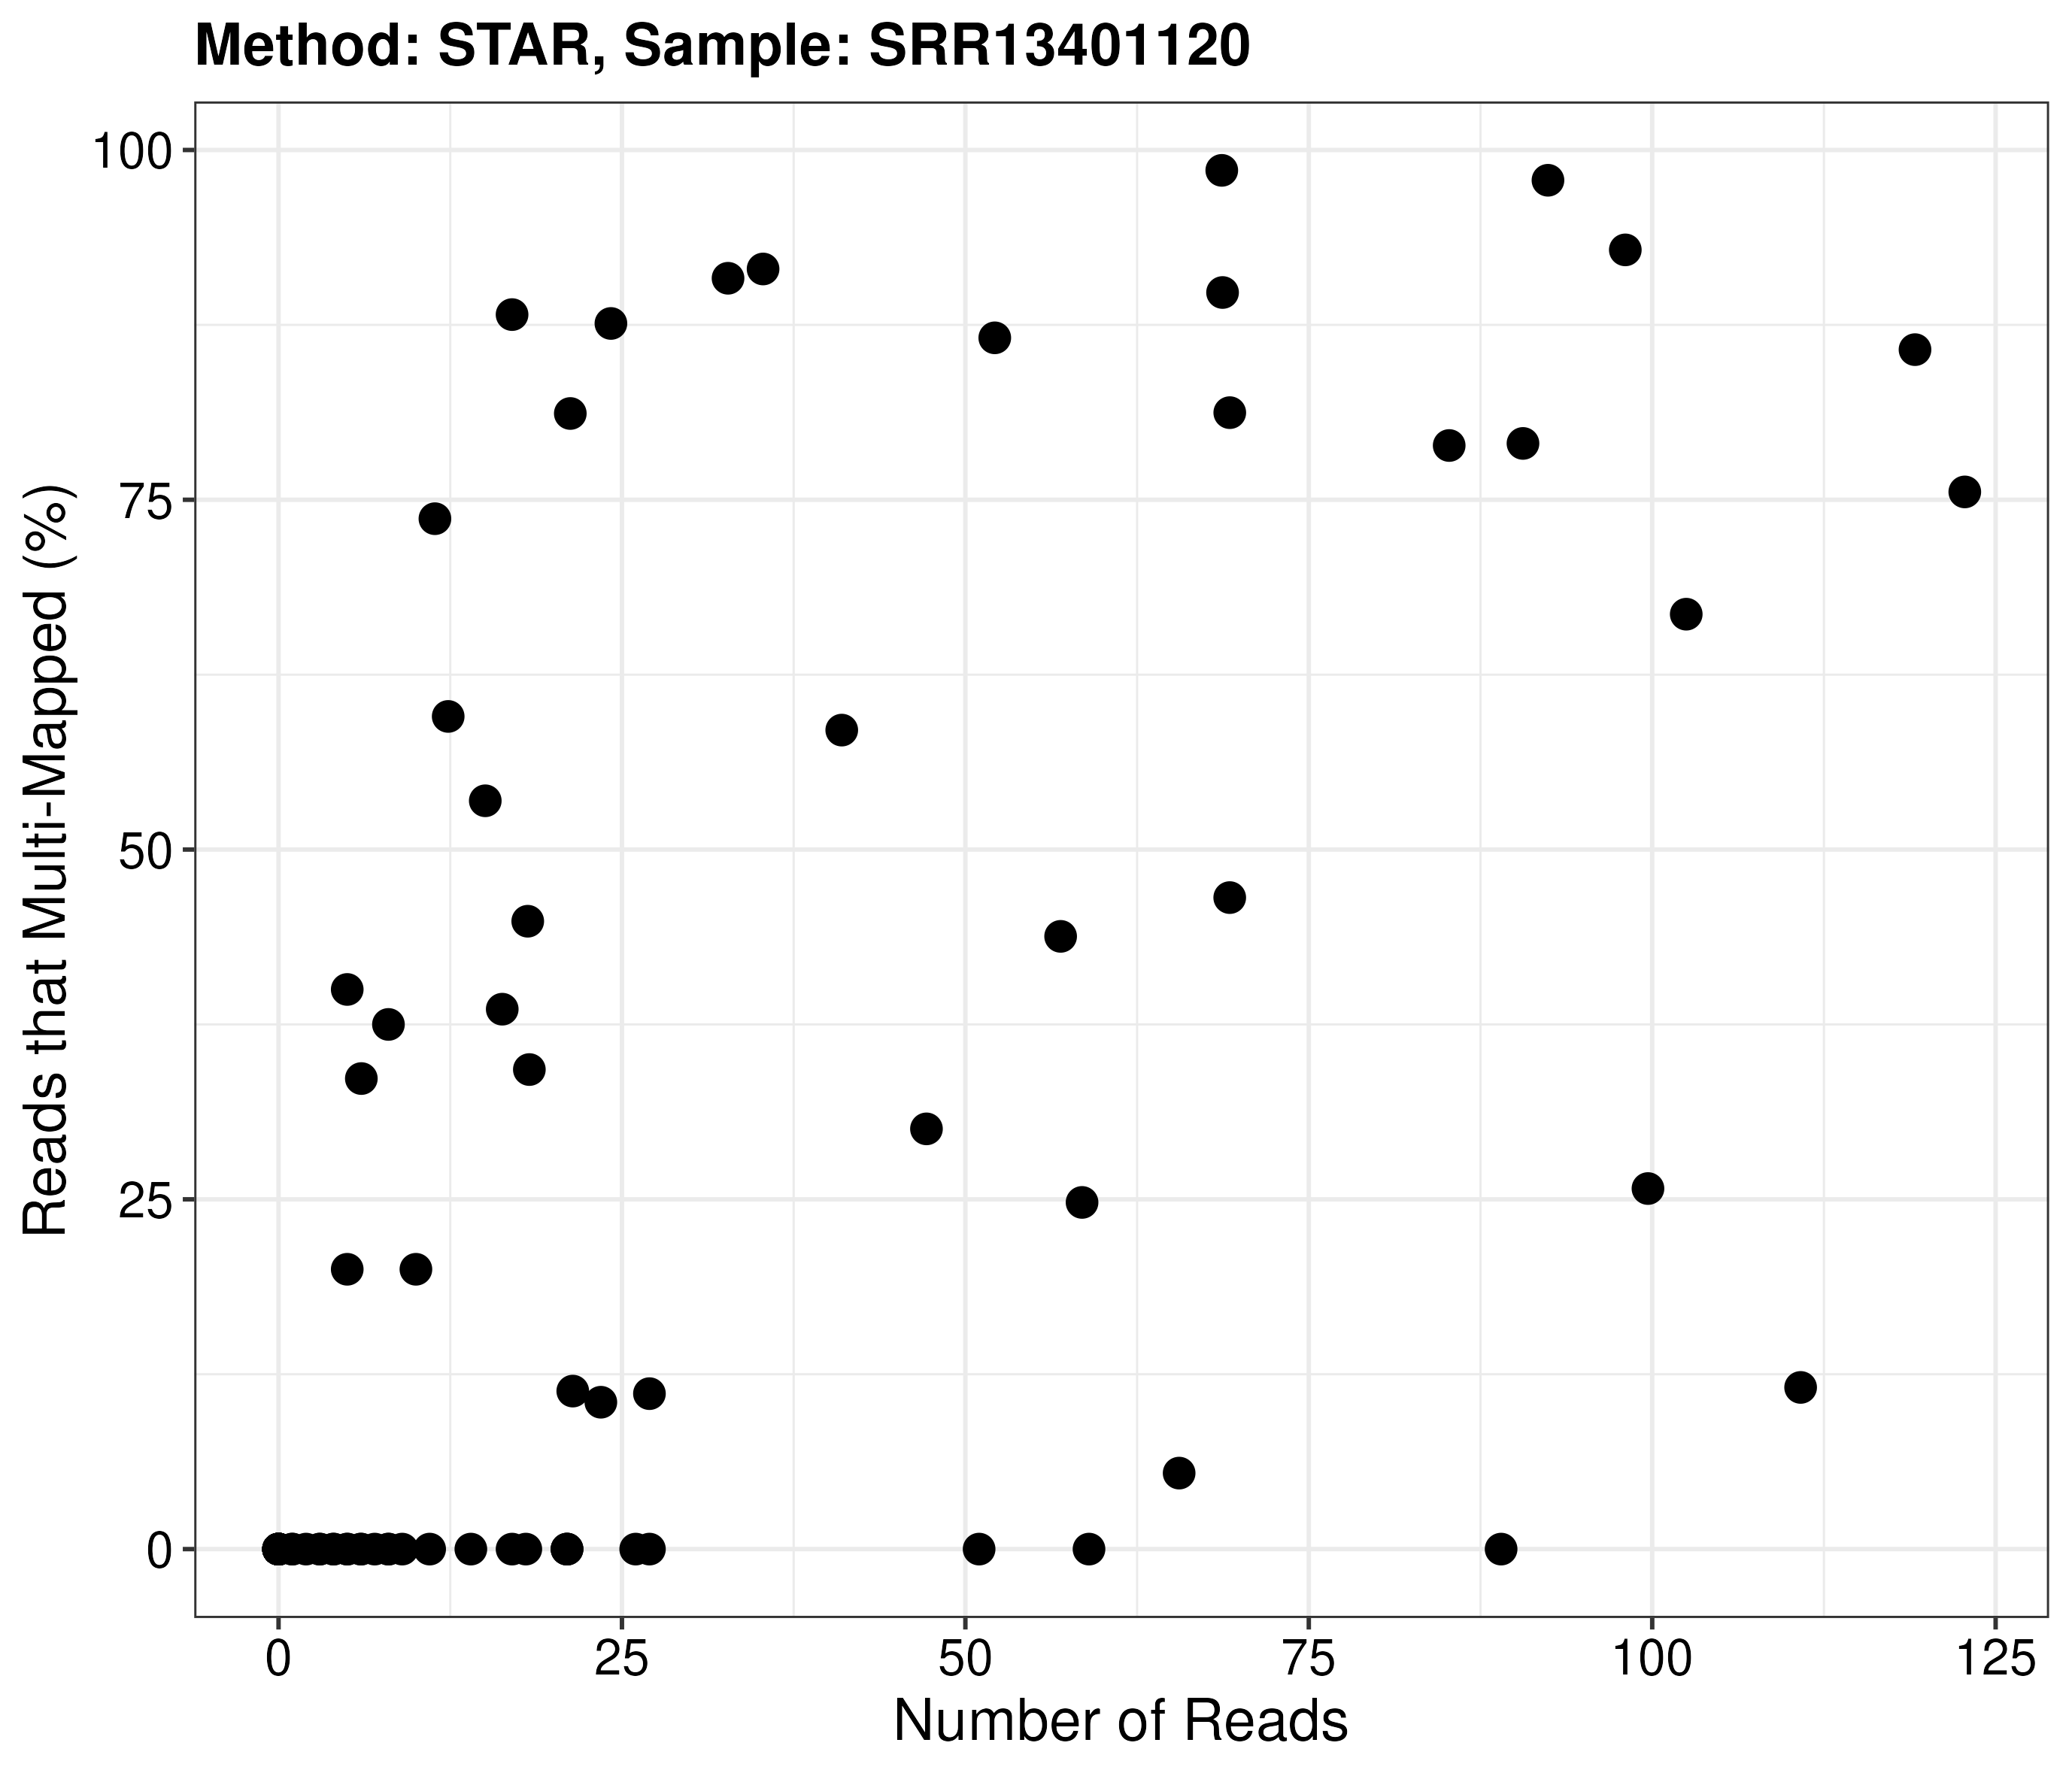 Method: STAR, Sample: SRR13401120
Reads that Multi-Mapped (%)
100
75
50
25
0
0 25 50 75 100 125
Number of Reads